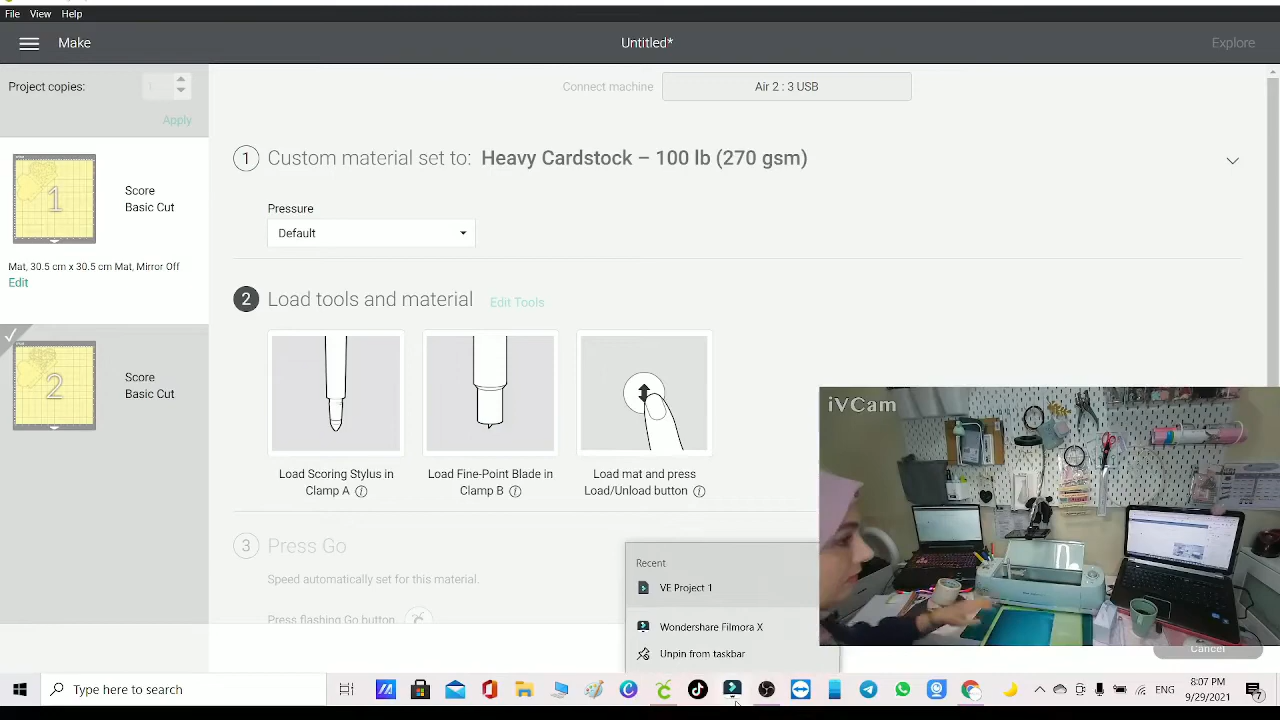 File View Help
Make
Untitled*
Explore
Project copies:
1
Apply
Connect machine
Air 2 : 3 USB
1 Custom material set to: Heavy Cardstock – 100 lb (270 gsm)
Pressure
Default
1
Score
Basic Cut
Mat, 30.5 cm x 30.5 cm Mat, Mirror Off
Edit
2 Load tools and material Edit Tools
2
Score
Basic Cut
Load Scoring Stylus in
Clamp A
Load Fine-Point Blade in
Clamp B
Load mat and press
Load/Unload button
iVCam
3 Press Go
Speed automatically set for this material.
Press flashing Go button.
Recent
VE Project 1
Wondershare Filmora X
Unpin from taskbar
Cancel
Type here to search
ENG
8:07 PM
9/29/2021
7